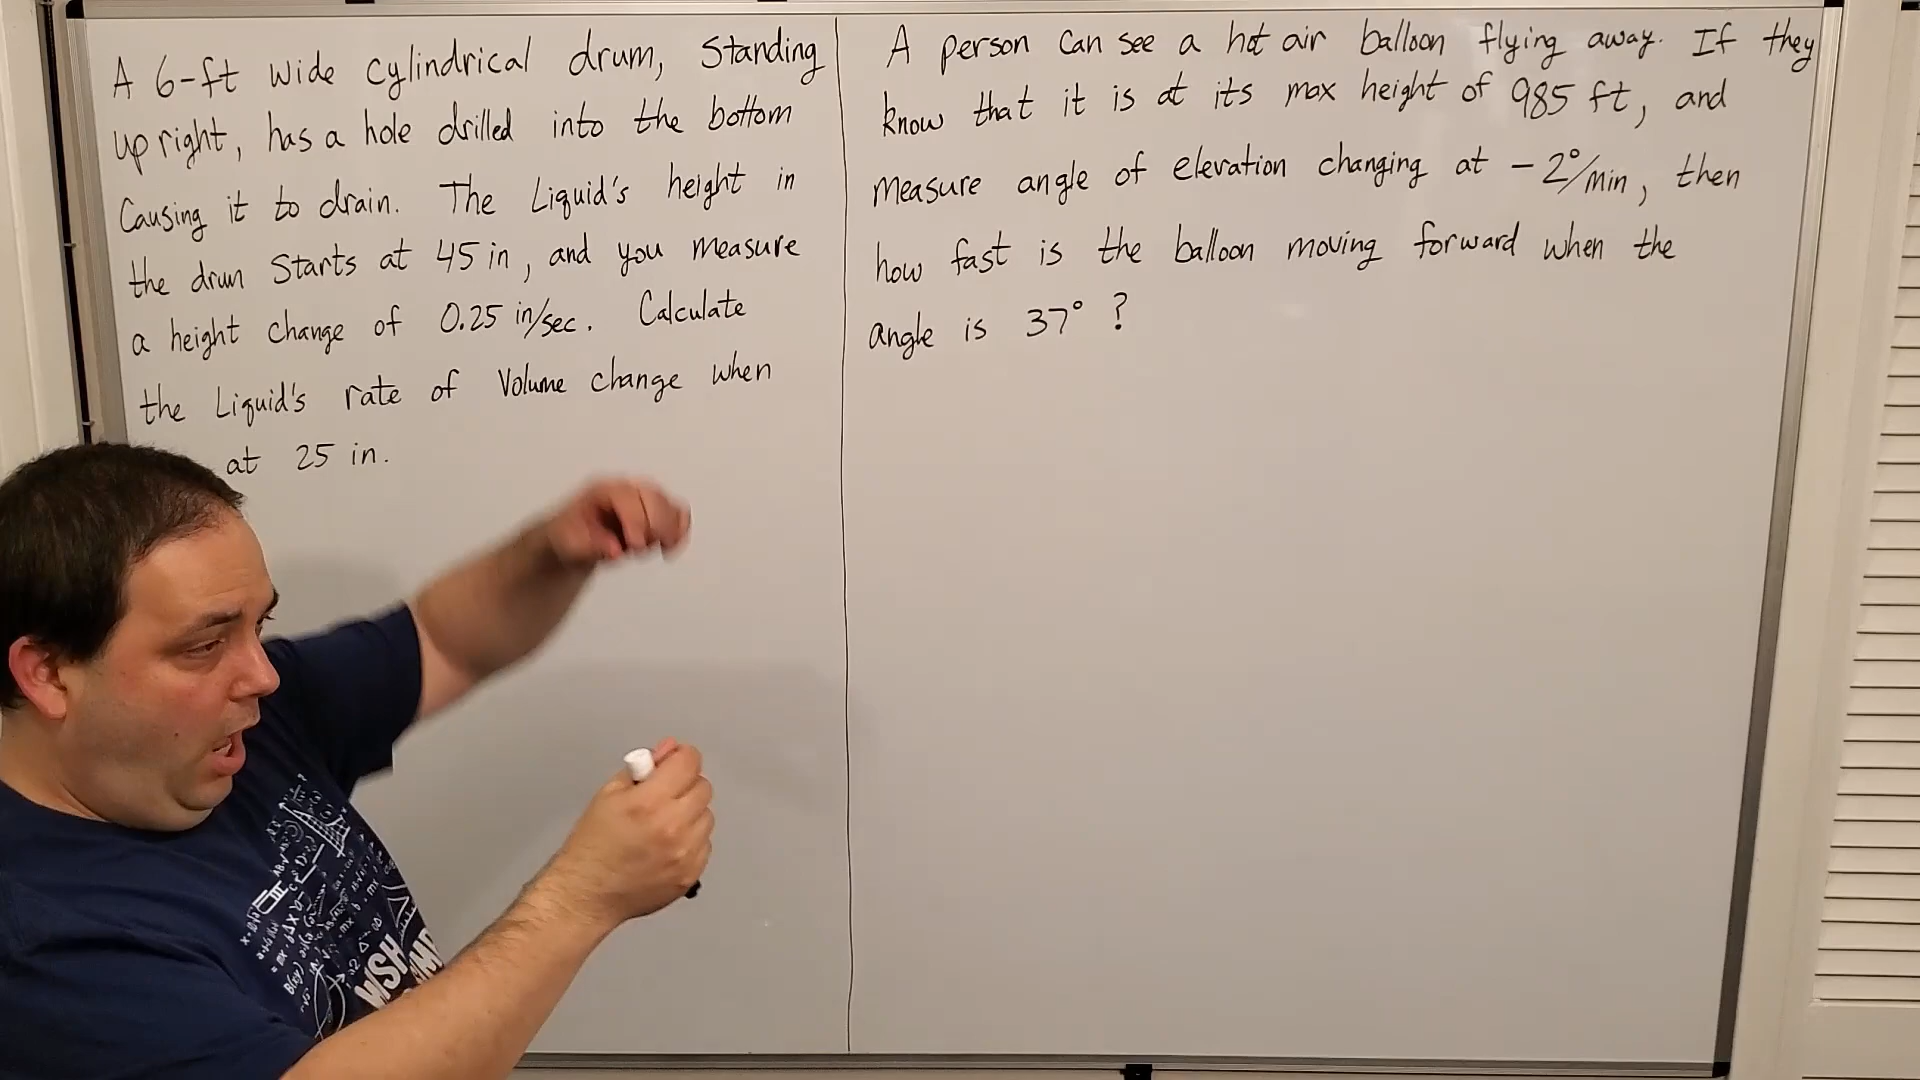 A 6-ft wide cylindrical drum, Standing
upright, has a hole drilled into the bottom
Causing it to drain. The Liquid's height in
the drum Starts at 45 in, and you measure
a height change of 0.25 in/sec. Calculate
the Liquid's rate of Volume change when
at 25 in.
A person can see a hot air balloon flying away. If they
know that it is at its max height of 985 ft, and
measure angle of elevation changing at -2°/min, then
how fast is the balloon moving forward when the
angle is 37° ?
WSH